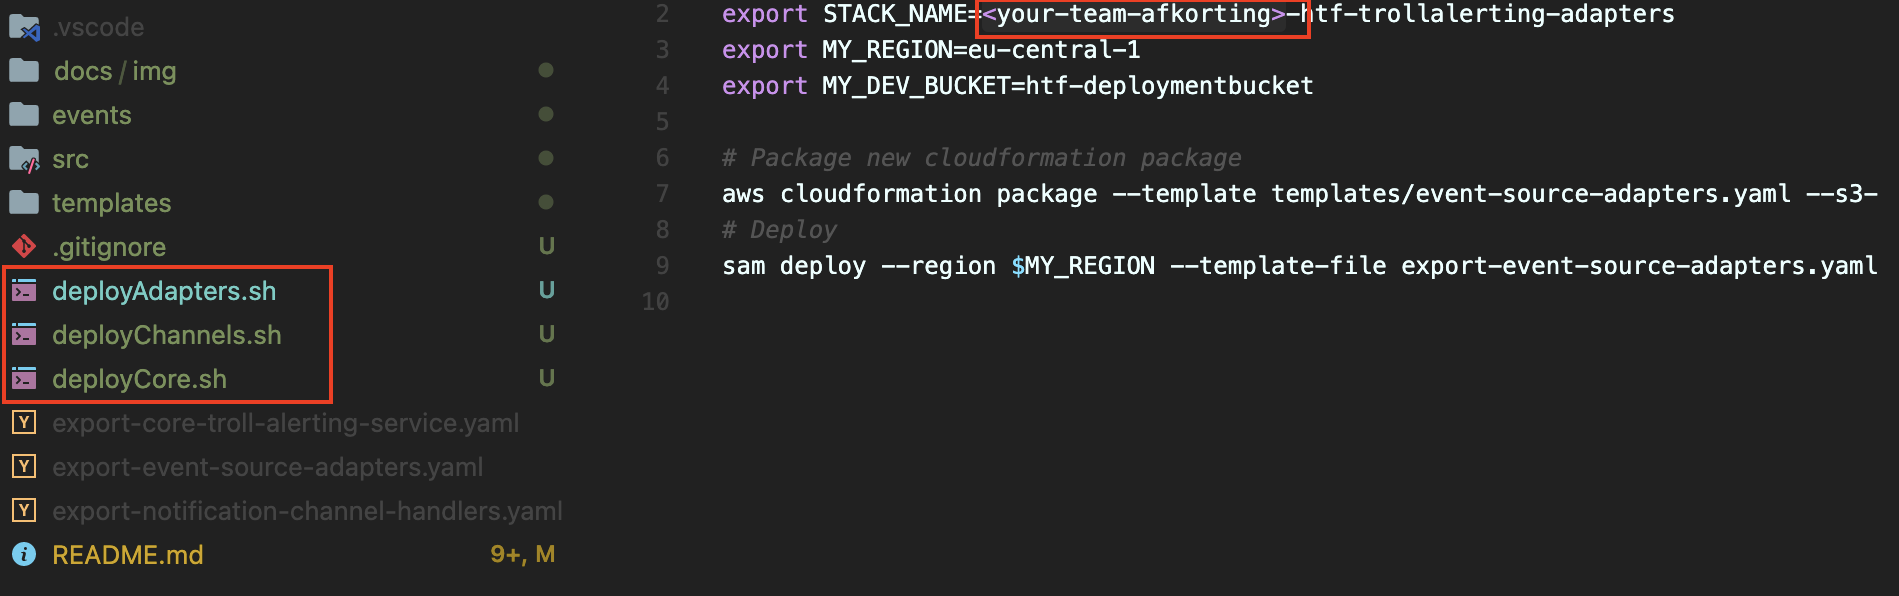 .vscode
docs / img
events
src
templates
.gitignore U
deployAdapters.sh U
deployChannels.sh U
deployCore.sh U
export-core-troll-alerting-service.yaml
export-event-source-adapters.yaml
export-notification-channel-handlers.yaml
README.md 9+, M
2 export STACK_NAME=<your-team-afkorting>-htf-trollalerting-adapters
3 export MY_REGION=eu-central-1
4 export MY_DEV_BUCKET=htf-deploymentbucket
5
6 # Package new cloudformation package
7 aws cloudformation package --template templates/event-source-adapters.yaml --s3-
8 # Deploy
9 sam deploy --region $MY_REGION --template-file export-event-source-adapters.yaml
10